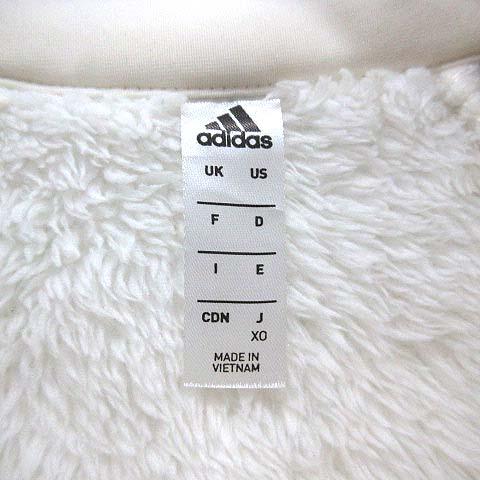 adidas
UK US
F D
I E
CDN J
XO
MADE IN
VIETNAM